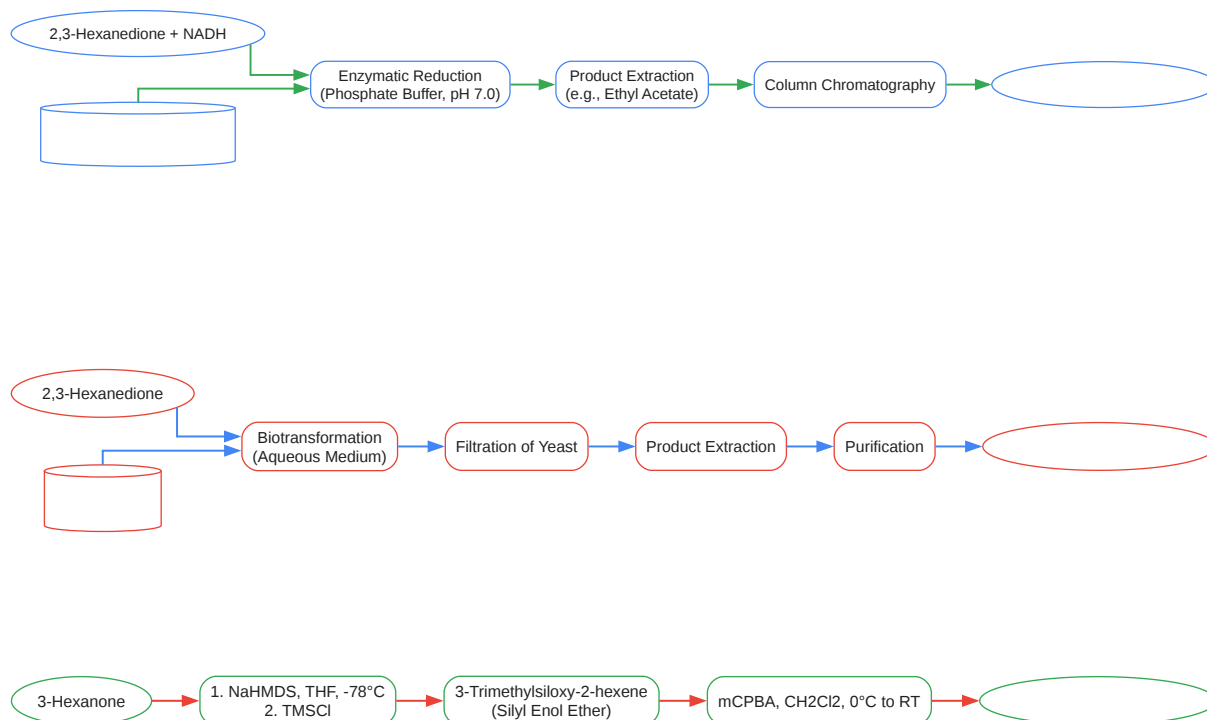 2,3-Hexanedione + NADH
Enzymatic Reduction
(Phosphate Buffer, pH 7.0)
Product Extraction
(e.g., Ethyl Acetate)
Column Chromatography
2,3-Hexanedione
Biotransformation
(Aqueous Medium)
Filtration of Yeast
Product Extraction
Purification
3-Hexanone
1. NaHMDS, THF, -78°C
2. TMSCl
3-Trimethylsiloxy-2-hexene
(Silyl Enol Ether)
mCPBA, CH2Cl2, 0°C to RT